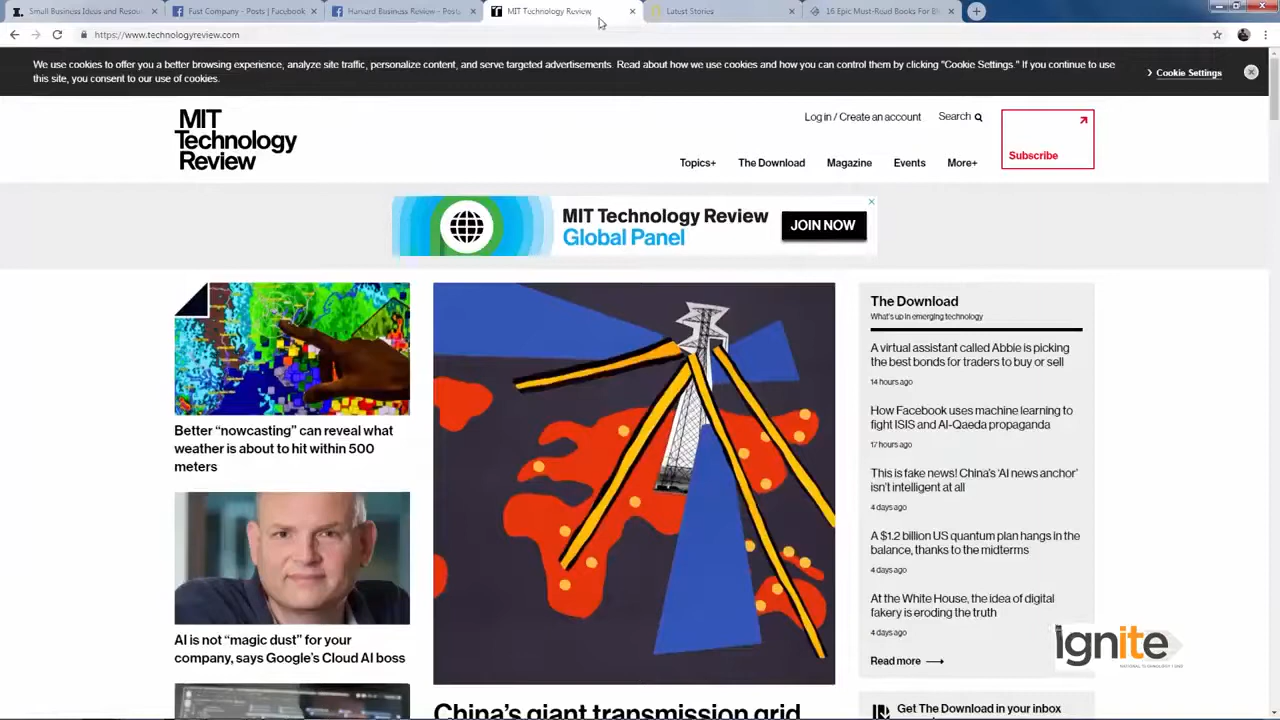 Small Business Ideas and Resou
Fast Company - Posts | Facebook
Harvard Business Review - Posts
MIT Technology Review
Latest Stories
16 Epic Must-Read Books For Bl
https://www.technologyreview.com
We use cookies to offer you a better browsing experience, analyze site traffic, personalize content, and serve targeted advertisements. Read about how we use cookies and how you can control them by clicking "Cookie Settings." If you continue to
this site, you consent to our use of cookies.
Cookie Settings
MIT
Technology
Review
Log in / Create an account
Search
Subscribe
Topics+
The Download
Magazine
Events
More+
MIT Technology Review
Global Panel
JOIN NOW
Better “nowcasting” can reveal what
weather is about to hit within 500
meters
AI is not “magic dust” for your
company, says Google’s Cloud AI boss
China’s giant transmission grid
The Download
What's up in emerging technology
A virtual assistant called Abbie is picking
the best bonds for traders to buy or sell
14 hours ago
How Facebook uses machine learning to
fight ISIS and Al-Qaeda propaganda
17 hours ago
This is fake news! China’s ‘AI news anchor’
isn’t intelligent at all
4 days ago
A $1.2 billion US quantum plan hangs in the
balance, thanks to the midterms
4 days ago
At the White House, the idea of digital
fakery is eroding the truth
4 days ago
Read more
Get The Download in your inbox
ignite